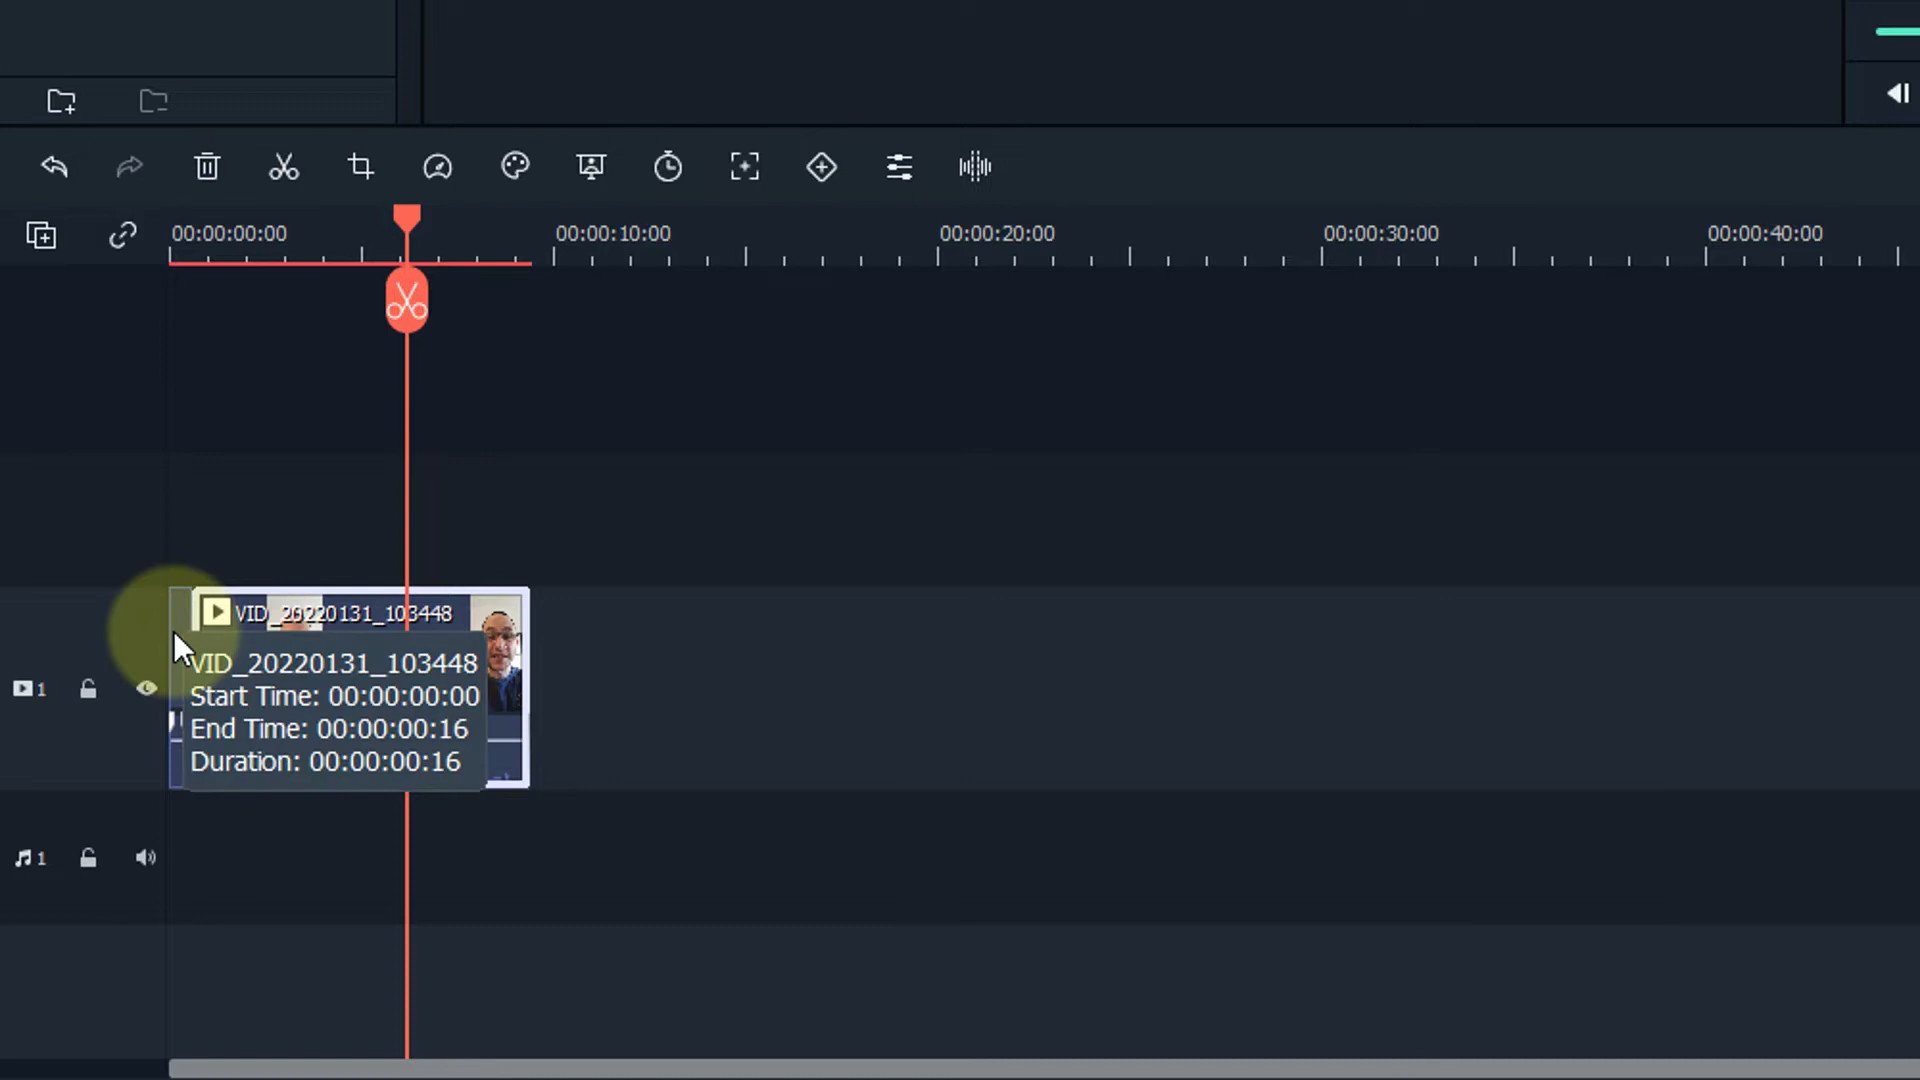 00:00:00:00
00:00:10:00
00:00:20:00
00:00:30:00
00:00:40:00
VID_20220131_103448
VID_20220131_103448
Start Time: 00:00:00:00
End Time: 00:00:00:16
Duration: 00:00:00:16
1
1